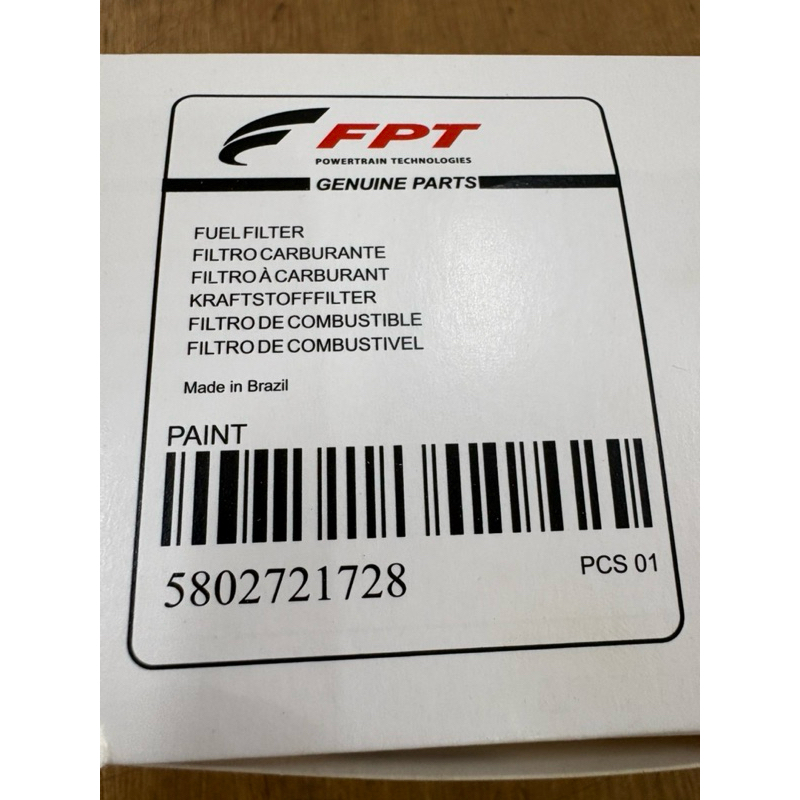 FPT
POWERTRAIN TECHNOLOGIES
GENUINE PARTS
FUEL FILTER
FILTRO CARBURANTE
FILTRO À CARBURANT
KRAFTSTOFFFILTER
FILTRO DE COMBUSTIBLE
FILTRO DE COMBUSTIVEL
Made in Brazil
PAINT
5802721728
PCS 01